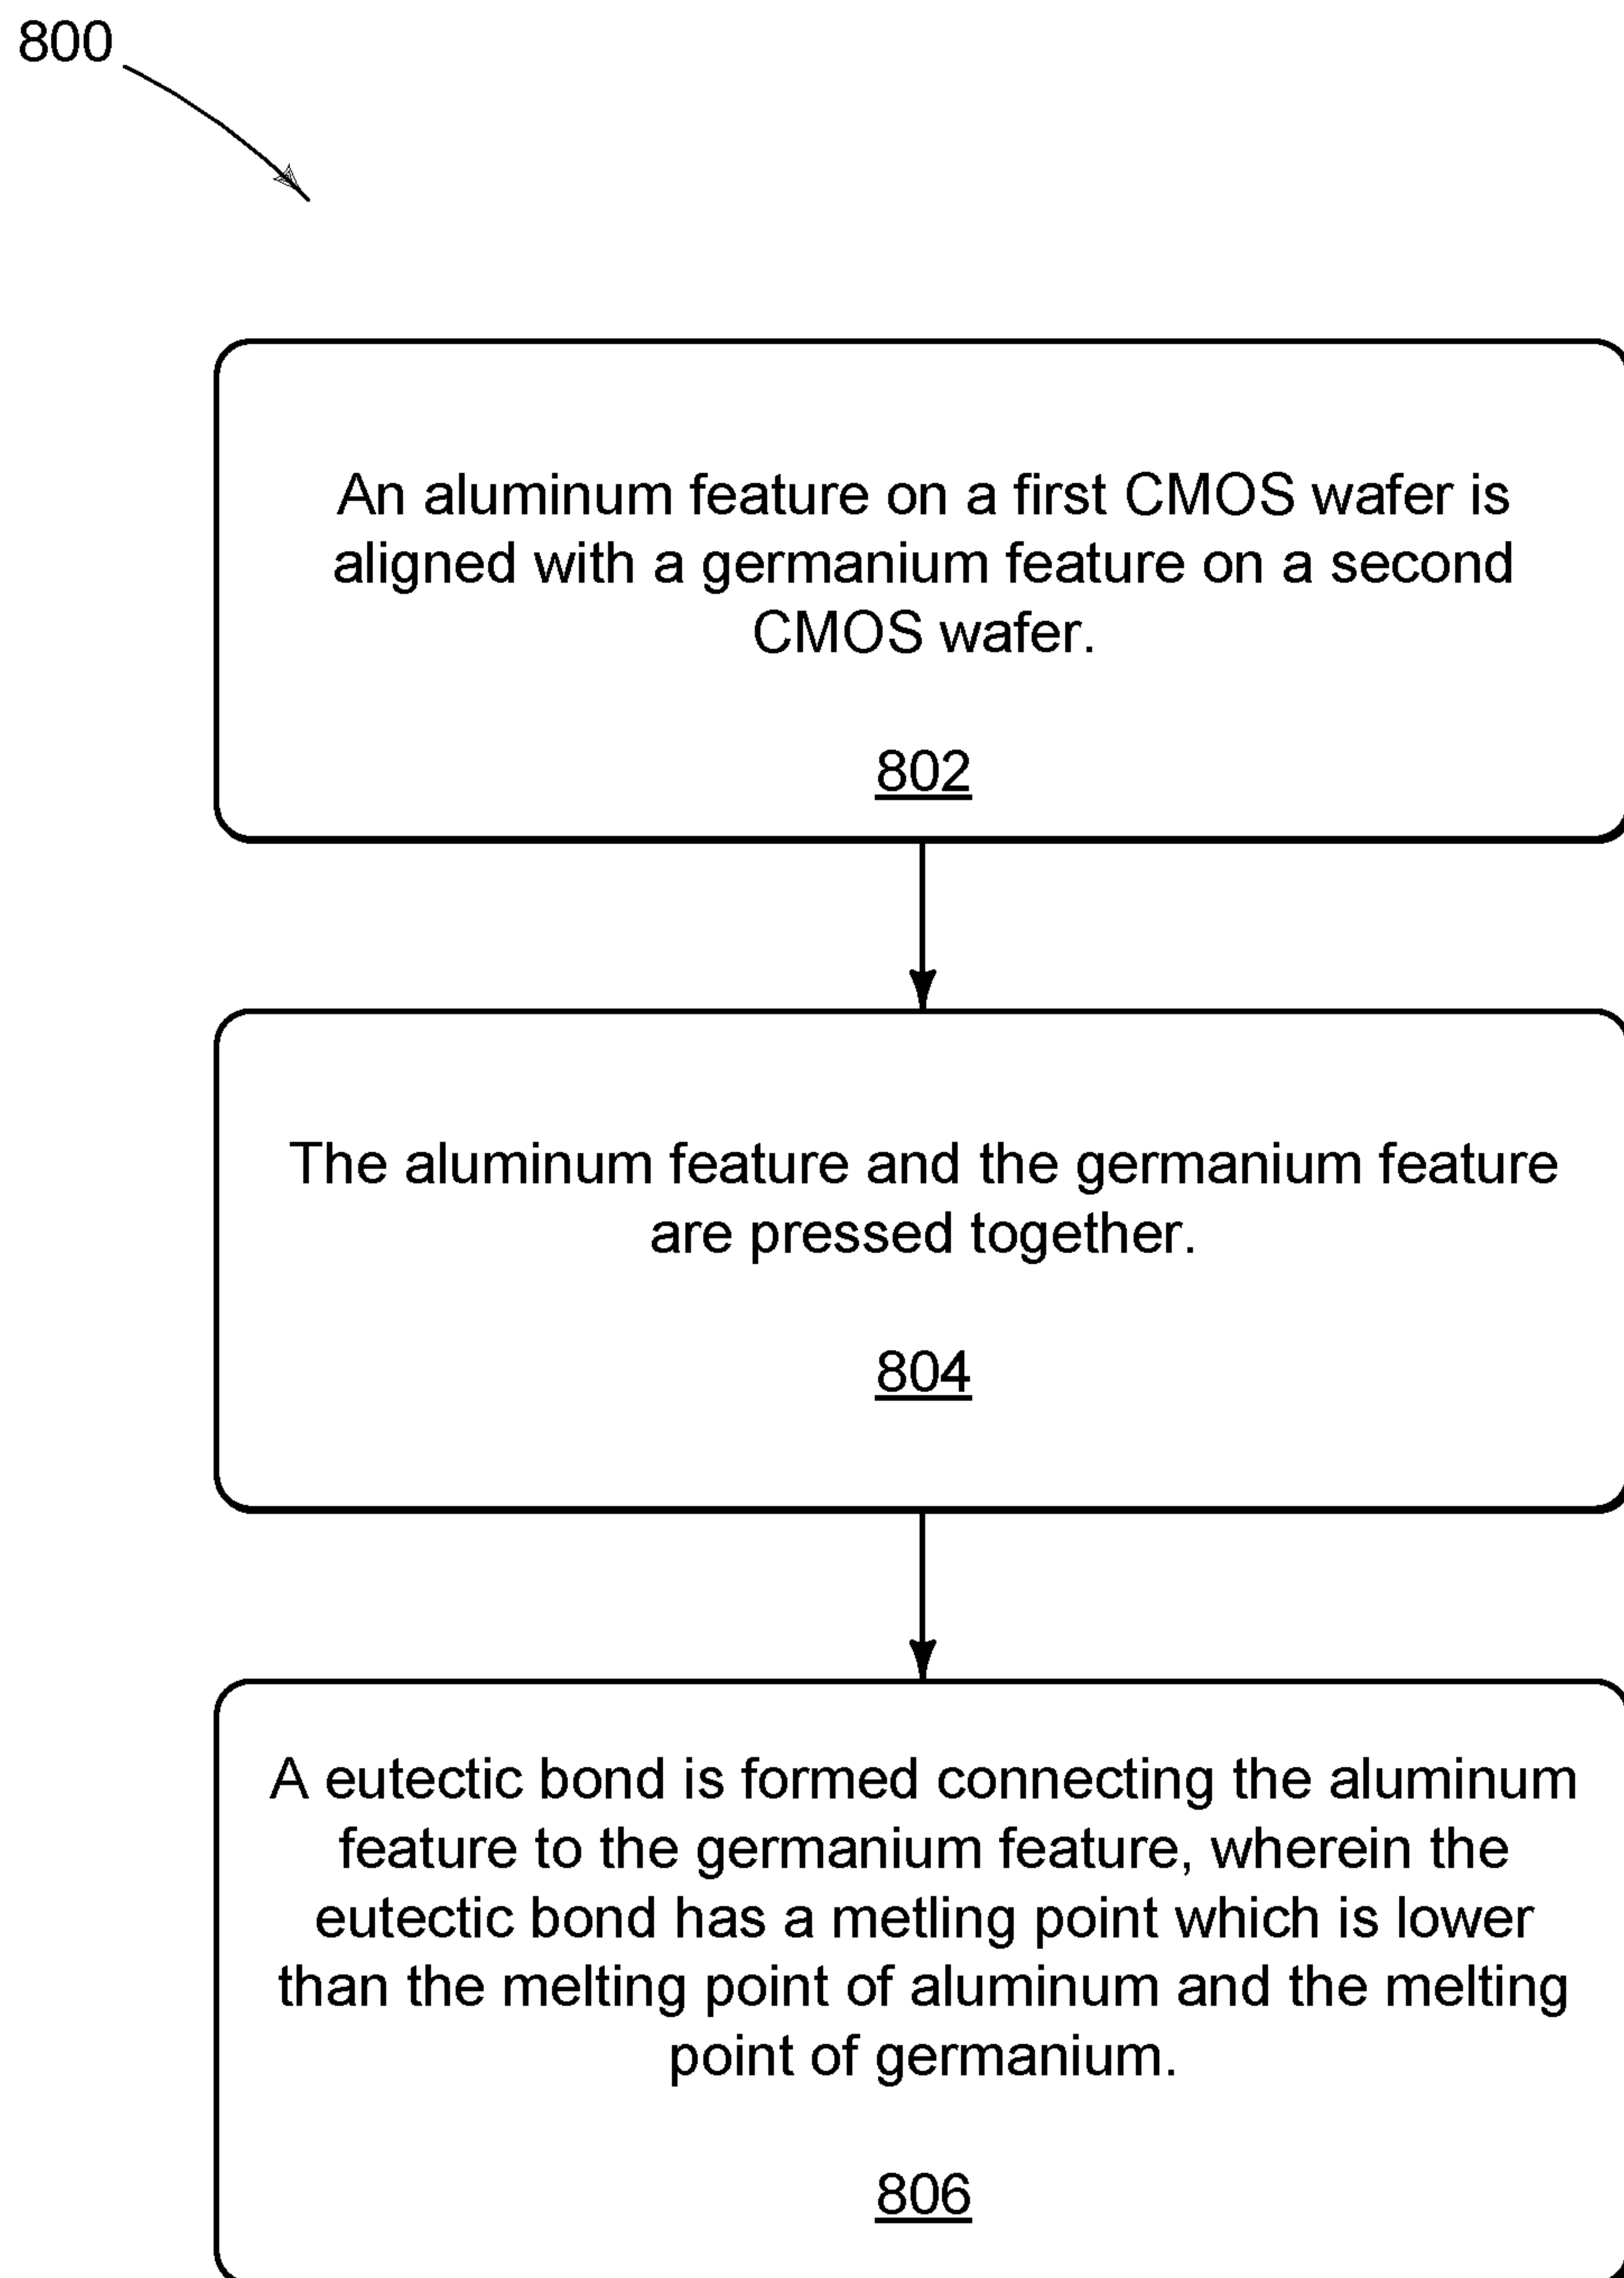 800
An aluminum feature on a first CMOS wafer is
aligned with a germanium feature on a second
CMOS wafer.
802
The aluminum feature and the germanium feature
are pressed together.
804
A eutectic bond is formed connecting the aluminum
feature to the germanium feature, wherein the
eutectic bond has a metling point which is lower
than the melting point of aluminum and the melting
point of germanium.
806